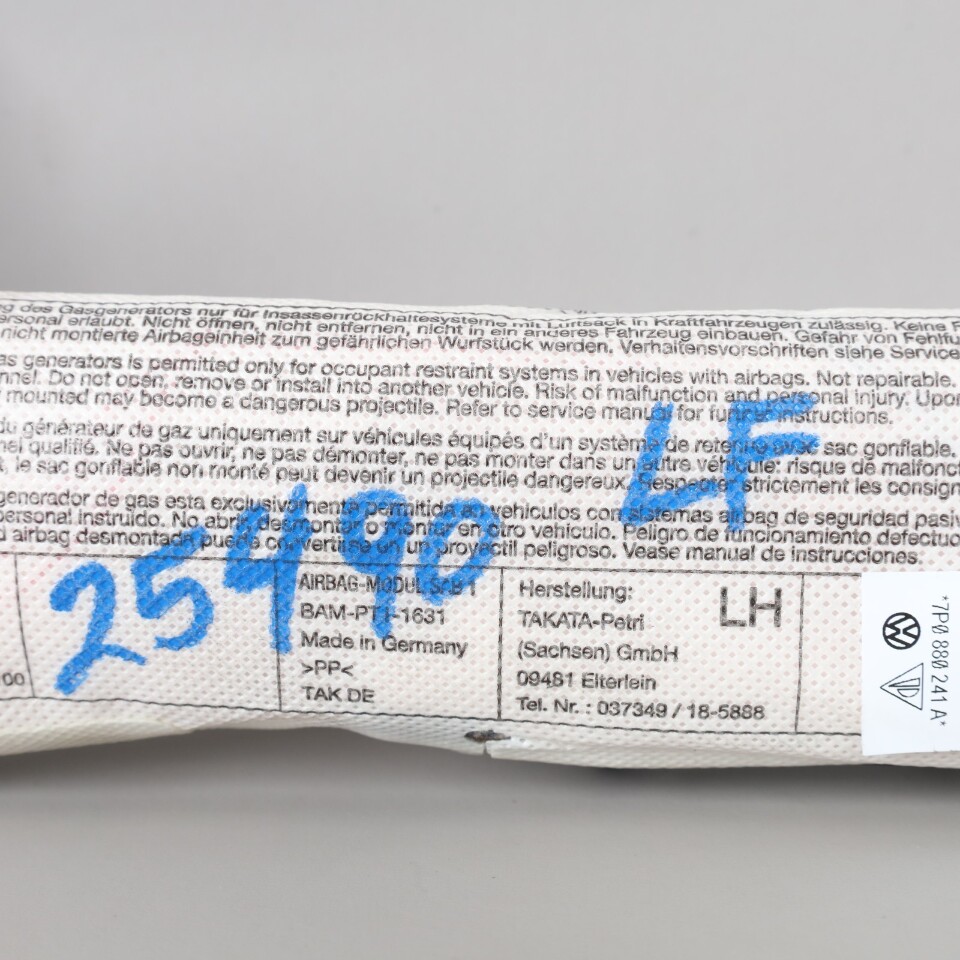 des Gasgenerators nur für Insassenrückhaltesysteme mit Luftsack in Kraftfahrzeugen zulässig. Keine
ersonal erlaubt. Nicht öffnen, nicht entfernen, nicht in ein anderes Fahrzeug einbauen. Gefahr von Fehlfu
nicht montierte Airbageinheit zum gefährlichen Wurfstück werden. Verhaltensvorschriften siehe Service
as generators is permitted only for occupant restraint systems in vehicles with airbags. Not repairable.
nnel. Do not open, remove or install into another vehicle. Risk of malfunction and personal injury. Upon
mounted may become a dangerous projectile. Refer to service manual for further instructions.
du générateur de gaz uniquement sur véhicules équipés d'un système de retenue avec sac gonflable.
nel qualifié. Ne pas ouvrir, ne pas démonter, ne pas monter dans un autre véhicule: risque de malfonct
t, le sac gonflable non monté peut devenir un projectile dangereux. Respecter strictement les consign
generador de gas esta exclusivamente permitida a vehiculos con sistemas airbag de seguridad pasiv
personal instruido. No abrir, desmontar o montar en otro vehiculo. Peligro de funcionamiento defectuo
d airbag desmontada puede convertirse en un proyectil peligroso. Vease manual de instrucciones.
LF
25490
00
AIRBAG-MODUL SAB 1
BAM-PT1-1631
Made in Germany
>PP<
TAK DE
Herstellung:
TAKATA-Petri
(Sachsen) GmbH
09481 Elterlein
Tel. Nr. : 037349 / 18-5888
LH
*7P0 880 241 A*